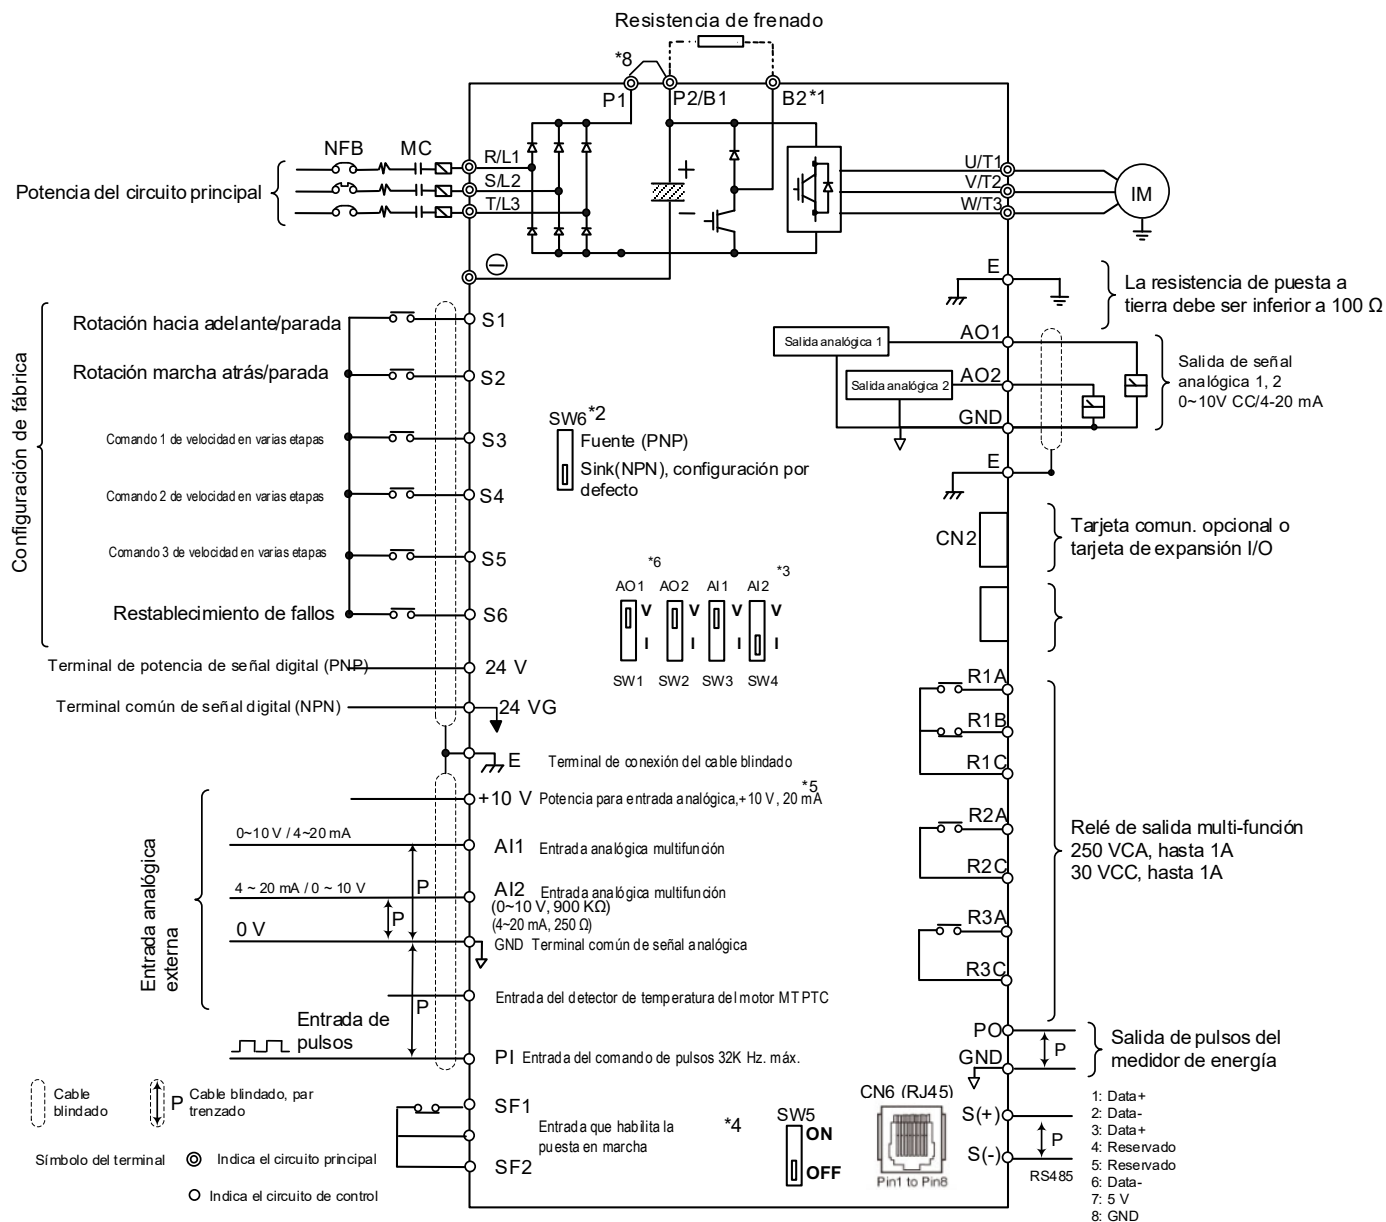 Resistencia de frenado
*8
P1
P2/B1
B2*1
NFB
MC
R/L1
S/L2
T/L3
Potencia del circuito principal
+
−
U/T1
V/T2
W/T3
IM
E
La resistencia de puesta a
tierra debe ser inferior a 100 Ω
Configuración de fábrica
Rotación hacia adelante/parada
S1
Rotación marcha atrás/parada
S2
Comando 1 de velocidad en varias etapas
S3
Comando 2 de velocidad en varias etapas
S4
Comando 3 de velocidad en varias etapas
S5
Restablecimiento de fallos
S6
Terminal de potencia de señal digital (PNP)
24 V
Terminal común de señal digital (NPN)
24 VG
E
Terminal de conexión del cable blindado
SW6*2
Fuente (PNP)
Sink(NPN), configuración por
defecto
*6
*3
AO1
AO2
AI1
AI2
V
V
V
V
I
I
I
I
SW1
SW2
SW3
SW4
Salida analógica 1
AO1
Salida analógica 2
AO2
GND
E
Salida de señal
analógica 1, 2
0~10V CC/4-20 mA
CN2
Tarjeta comun. opcional o
tarjeta de expansión I/O
R1A
R1B
R1C
R2A
R2C
R3A
R3C
Relé de salida multi-función
250 VCA, hasta 1A
30 VCC, hasta 1A
Entrada analógica
externa
+10 V
Potencia para entrada analógica,+10 V, 20 mA
*5
0~10 V / 4~20 mA
AI1
Entrada analógica multifunción
4 ~ 20 mA / 0 ~ 10 V
P
AI2
Entrada analógica multifunción
(0~10 V, 900 KΩ)
(4~20 mA, 250 Ω)
P
0 V
GND
Terminal común de señal analógica
P
Entrada del detector de temperatura del motor MT PTC
Entrada de
pulsos
PI
Entrada del comando de pulsos 32K Hz. máx.
PO
GND
P
Salida de pulsos del
medidor de energía
Cable
blindado
P
Cable blindado, par
trenzado
Símbolo del terminal
Indica el circuito principal
Indica el circuito de control
SF1
SF2
Entrada que habilita la
puesta en marcha
*4
SW5
ON
OFF
CN6 (RJ45)
Pin1 to Pin8
S(+)
S(-)
P
RS485
1: Data+
2: Data-
3: Data+
4: Reservado
5: Reservado
6: Data-
7: 5 V
8: GND